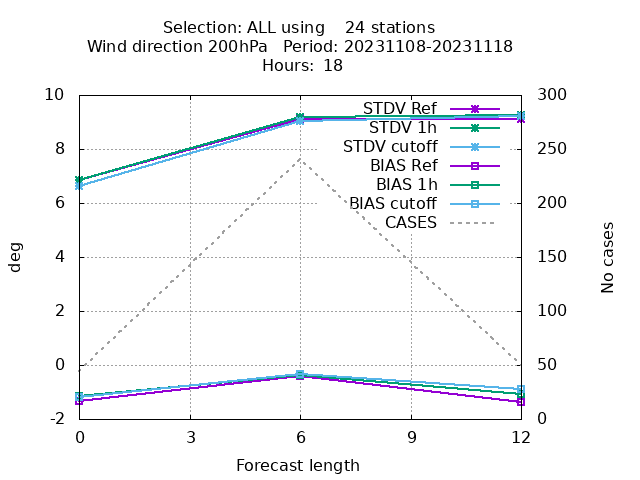 Selection: ALL using    24 stations
Wind direction 200hPa   Period: 20231108-20231118
Hours: 18
10 300
STDV Ref
STDV 1h
8 STDV cutoff 250
BIAS Ref
BIAS 1h
6 BIAS cutoff 200
CASES
4 150
deg
No cases
2 100
0 50
-2 0
0 3 6 9 12
Forecast length